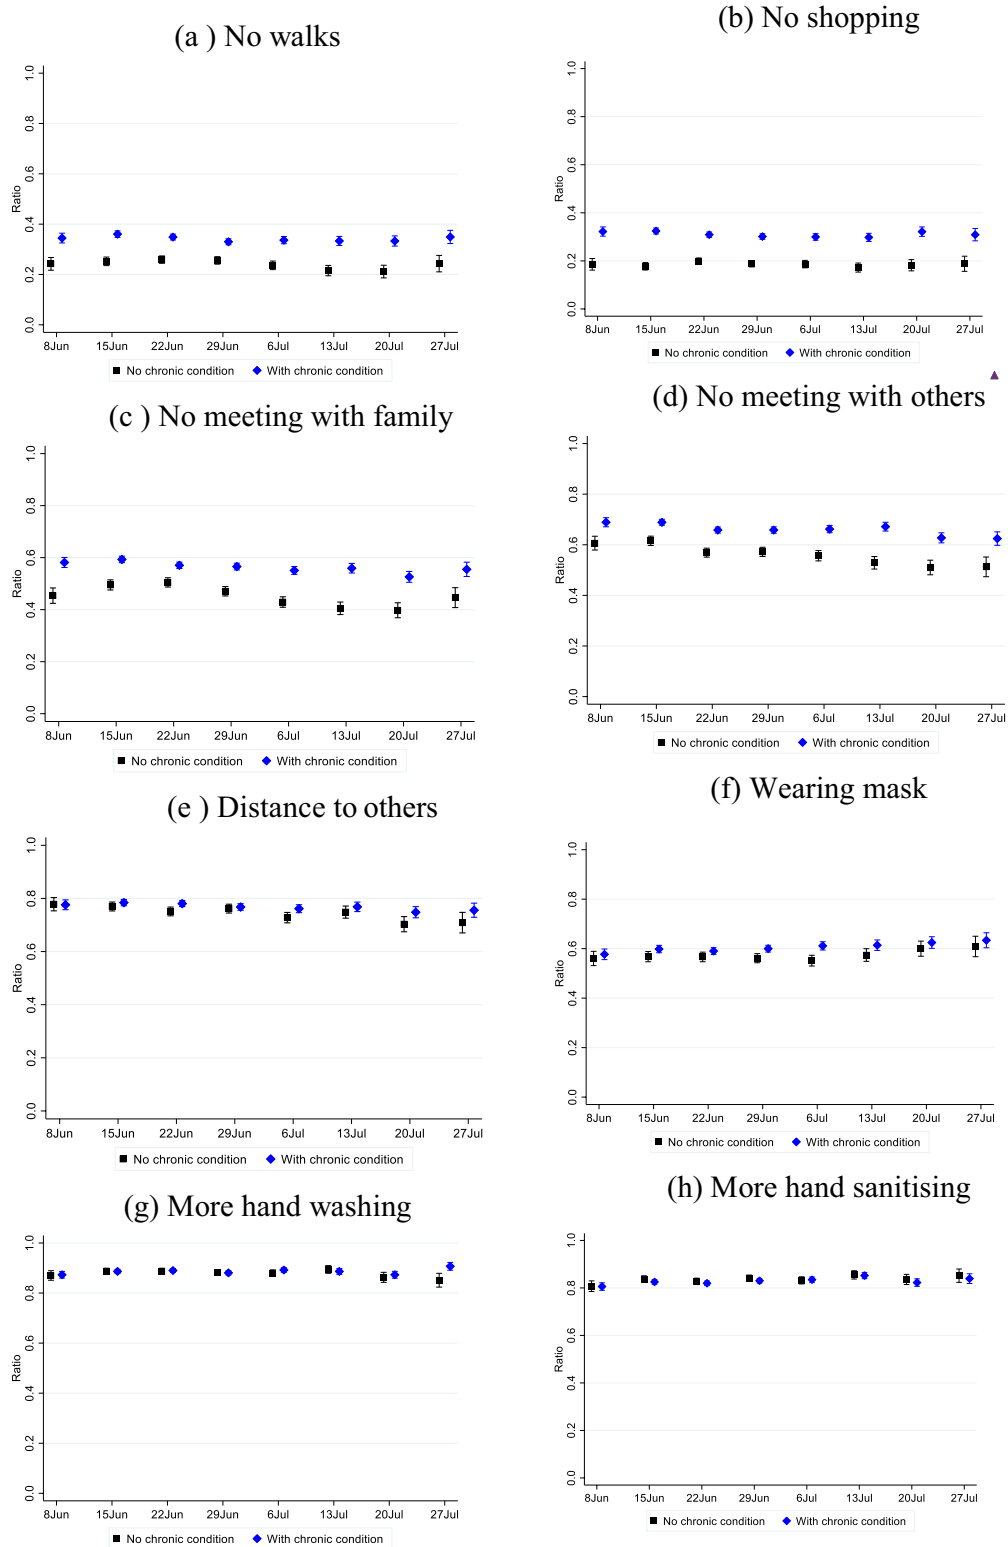 (a ) No walks
1.0
0.8
0.6
0.4
0.2
0.0
Ratio
8Jun 15Jun 22Jun 29Jun 6Jul 13Jul 20Jul 27Jul
No chronic condition With chronic condition
(b) No shopping
1.0
0.8
0.6
0.4
0.2
0.0
Ratio
8Jun 15Jun 22Jun 29Jun 6Jul 13Jul 20Jul 27Jul
No chronic condition With chronic condition
(c ) No meeting with family
1.0
0.8
0.6
0.4
0.2
0.0
Ratio
8Jun 15Jun 22Jun 29Jun 6Jul 13Jul 20Jul 27Jul
No chronic condition With chronic condition
(d) No meeting with others
1.0
0.8
0.6
0.4
0.2
0.0
Ratio
8Jun 15Jun 22Jun 29Jun 6Jul 13Jul 20Jul 27Jul
No chronic condition With chronic condition
(e ) Distance to others
1.0
0.8
0.6
0.4
0.2
0.0
Ratio
8Jun 15Jun 22Jun 29Jun 6Jul 13Jul 20Jul 27Jul
No chronic condition With chronic condition
(f) Wearing mask
1.0
0.8
0.6
0.4
0.2
0.0
Ratio
8Jun 15Jun 22Jun 29Jun 6Jul 13Jul 20Jul 27Jul
No chronic condition With chronic condition
(g) More hand washing
1.0
0.8
0.6
0.4
0.2
0.0
Ratio
8Jun 15Jun 22Jun 29Jun 6Jul 13Jul 20Jul 27Jul
No chronic condition With chronic condition
(h) More hand sanitising
1.0
0.8
0.6
0.4
0.2
0.0
Ratio
8Jun 15Jun 22Jun 29Jun 6Jul 13Jul 20Jul 27Jul
No chronic condition With chronic condition